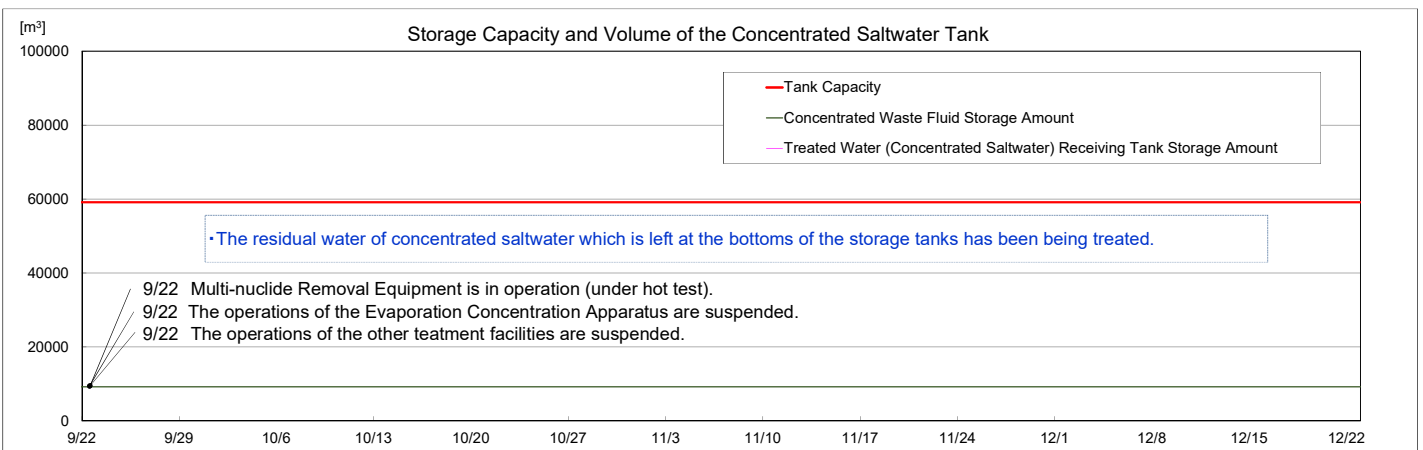 [m³]
Storage Capacity and Volume of the Concentrated Saltwater Tank
100000
80000
60000
40000
20000
0
Tank Capacity
Concentrated Waste Fluid Storage Amount
Treated Water (Concentrated Saltwater) Receiving Tank Storage Amount
・The residual water of concentrated saltwater which is left at the bottoms of the storage tanks has been being treated.
9/22 Multi-nuclide Removal Equipment is in operation (under hot test).
9/22 The operations of the Evaporation Concentration Apparatus are suspended.
9/22 The operations of the other teatment facilities are suspended.
9/22 9/29 10/6 10/13 10/20 10/27 11/3 11/10 11/17 11/24 12/1 12/8 12/15 12/22